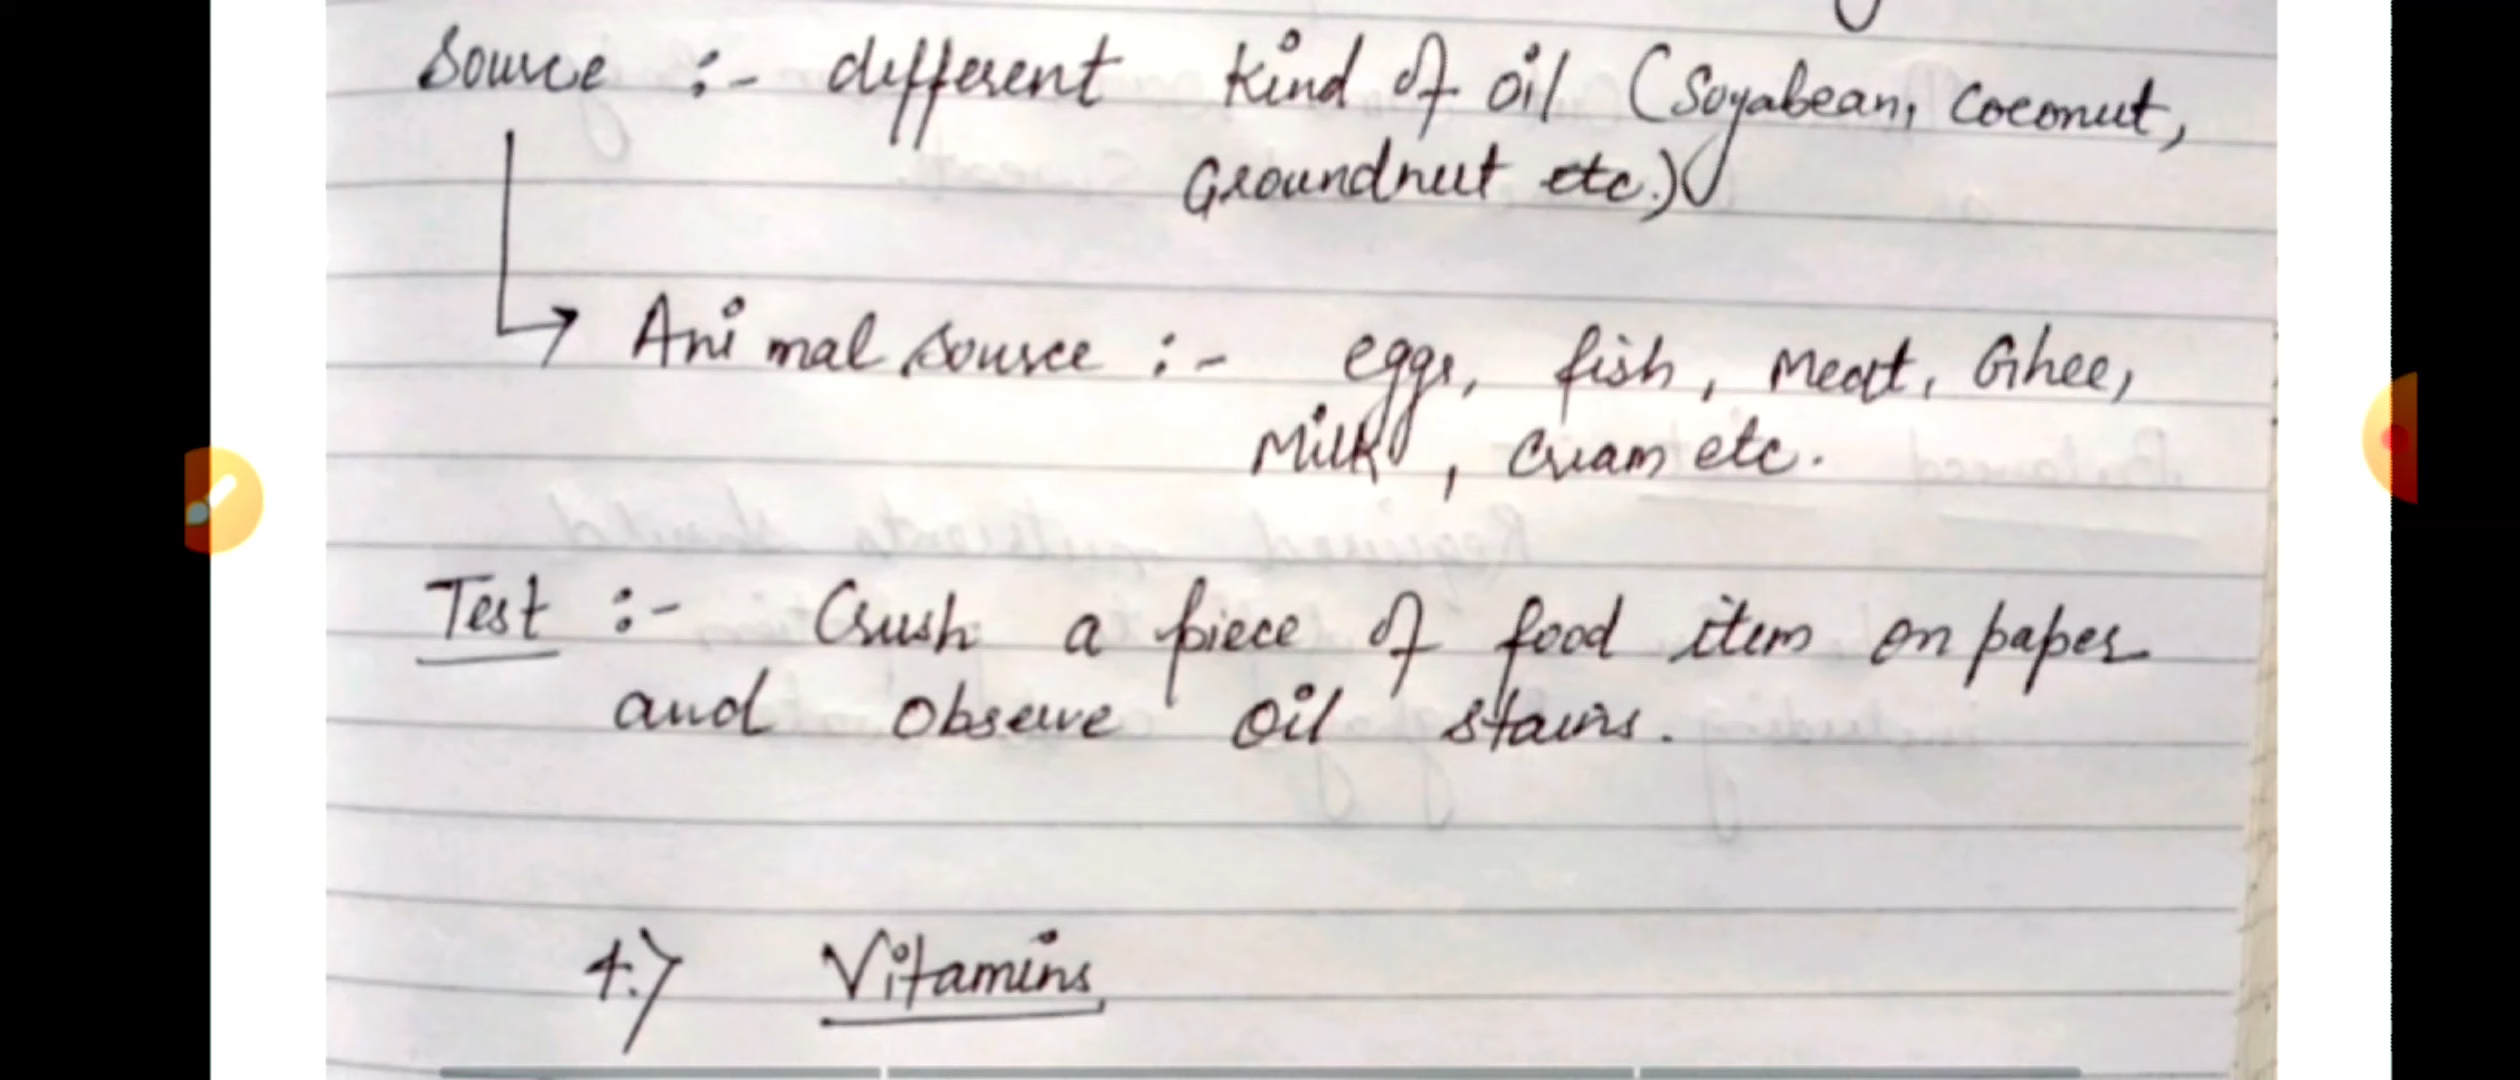 Source :- different kind of oil (Soyabean, Coconut,
Groundnut etc.)
Animal source :- eggs, fish, Meat, Ghee,
Milk, Cream etc.
Test :- Crush a piece of food item on paper
and Observe Oil stains.
4.) Vitamins